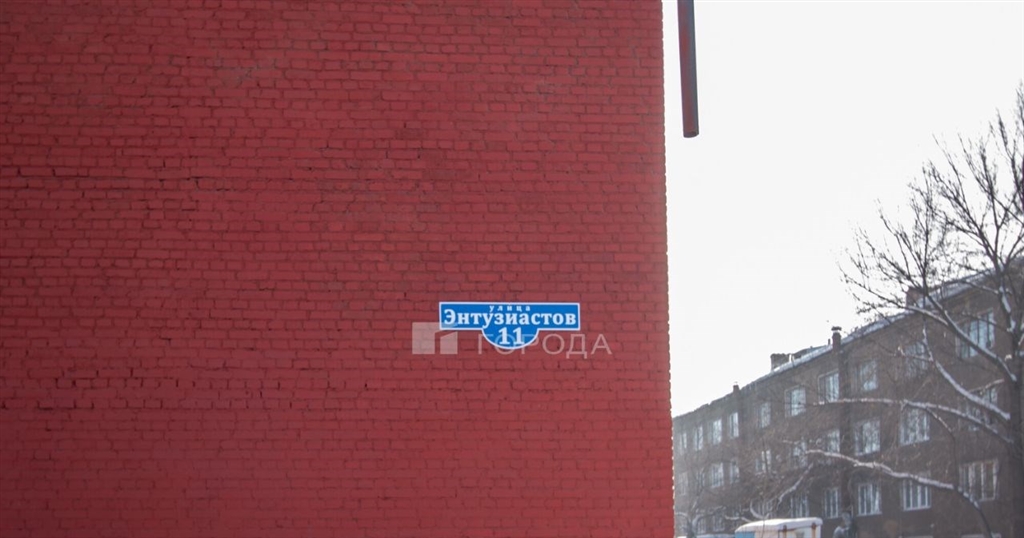 улица
Энтузиастов
11
ГОРОДА